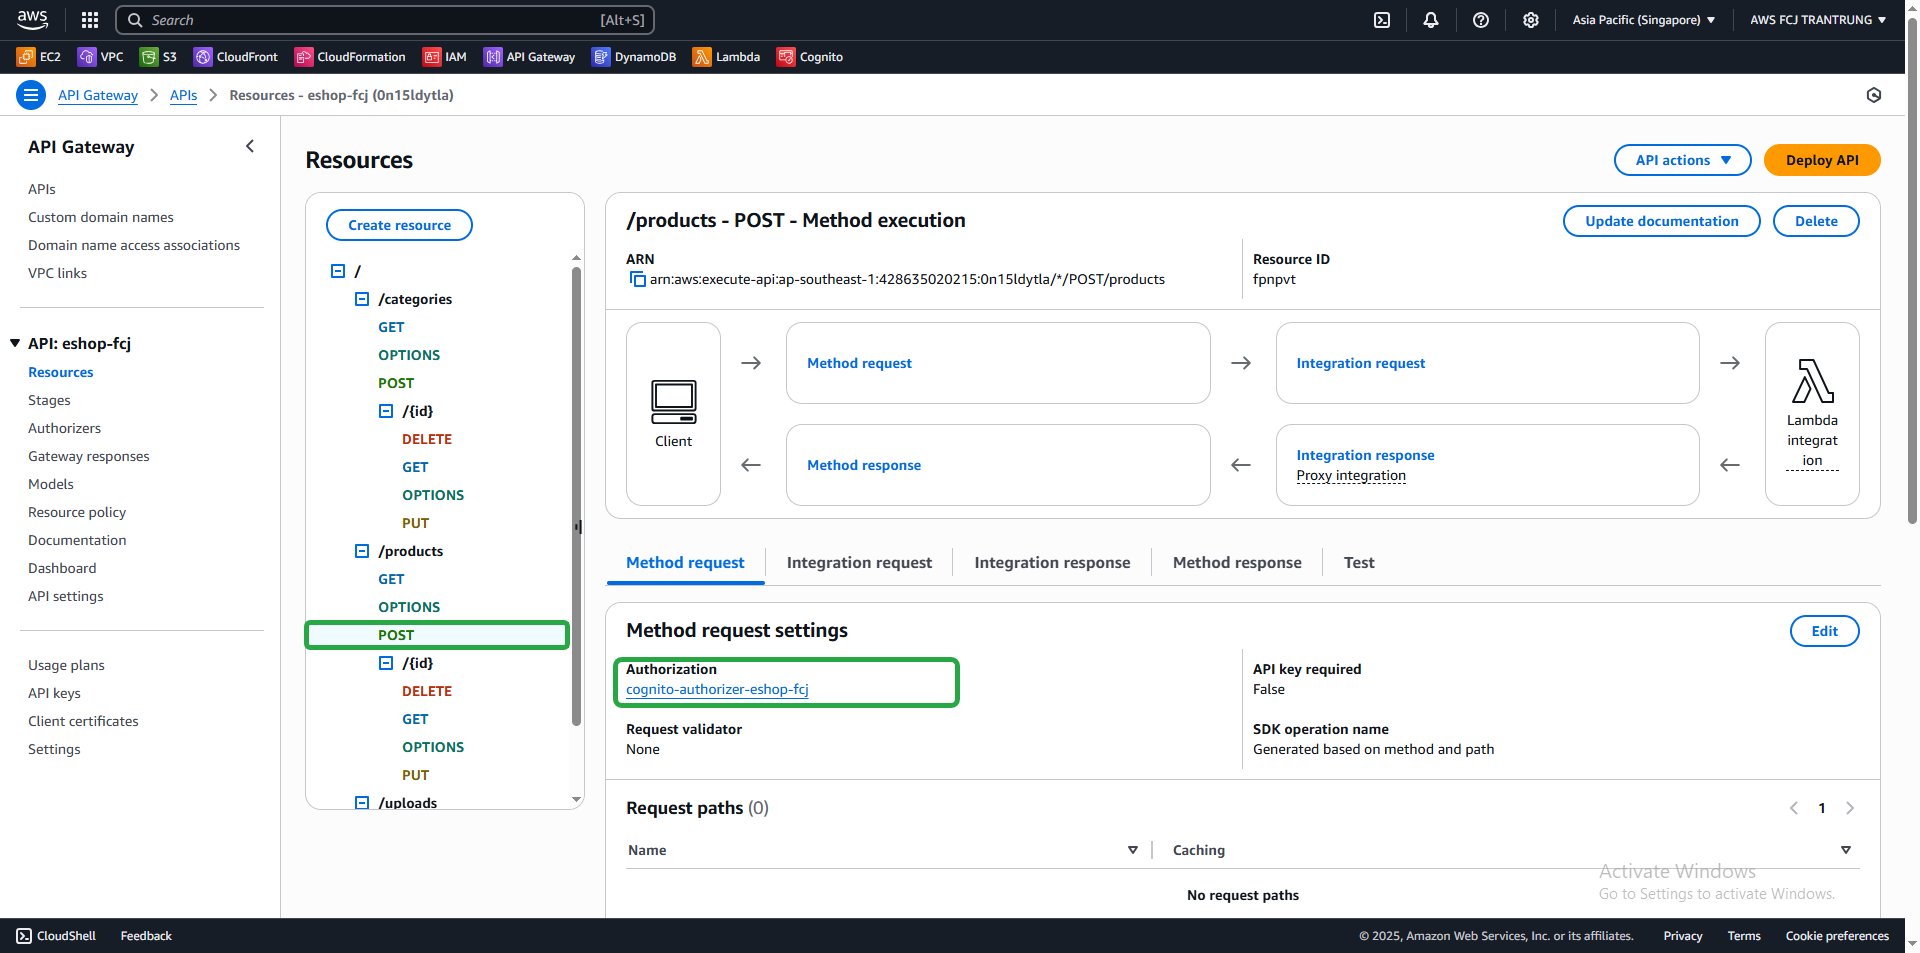 aws
Search [Alt+S]
Asia Pacific (Singapore)
AWS FCJ TRANTRUNG
EC2 VPC S3 CloudFront CloudFormation IAM API Gateway DynamoDB Lambda Cognito
API Gateway > APIs > Resources - eshop-fcj (0n15ldytla)
API Gateway
APIs
Custom domain names
Domain name access associations
VPC links
API: eshop-fcj
Resources
Stages
Authorizers
Gateway responses
Models
Resource policy
Documentation
Dashboard
API settings
Usage plans
API keys
Client certificates
Settings
Resources
API actions
Deploy API
Create resource
/
/categories
GET
OPTIONS
POST
/{id}
DELETE
GET
OPTIONS
PUT
/products
GET
OPTIONS
POST
/{id}
DELETE
GET
OPTIONS
PUT
/uploads
/products - POST - Method execution
Update documentation
Delete
ARN
arn:aws:execute-api:ap-southeast-1:428635020215:0n15ldytla/*/POST/products
Resource ID
fpnpvt
Client
Method request
Integration request
Method response
Integration response
Proxy integration
Lambda
integrat
ion
Method request Integration request Integration response Method response Test
Method request settings
Edit
Authorization
cognito-authorizer-eshop-fcj
API key required
False
Request validator
None
SDK operation name
Generated based on method and path
Request paths (0)
1
Name
Caching
No request paths
Activate Windows
Go to Settings to activate Windows.
CloudShell Feedback
© 2025, Amazon Web Services, Inc. or its affiliates. Privacy Terms Cookie preferences